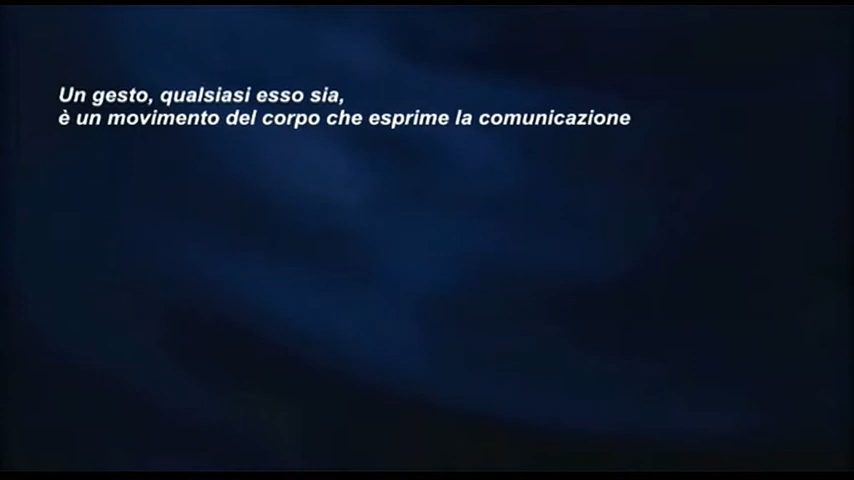 Un gesto, qualsiasi esso sia,
è un movimento del corpo che esprime la comunicazione